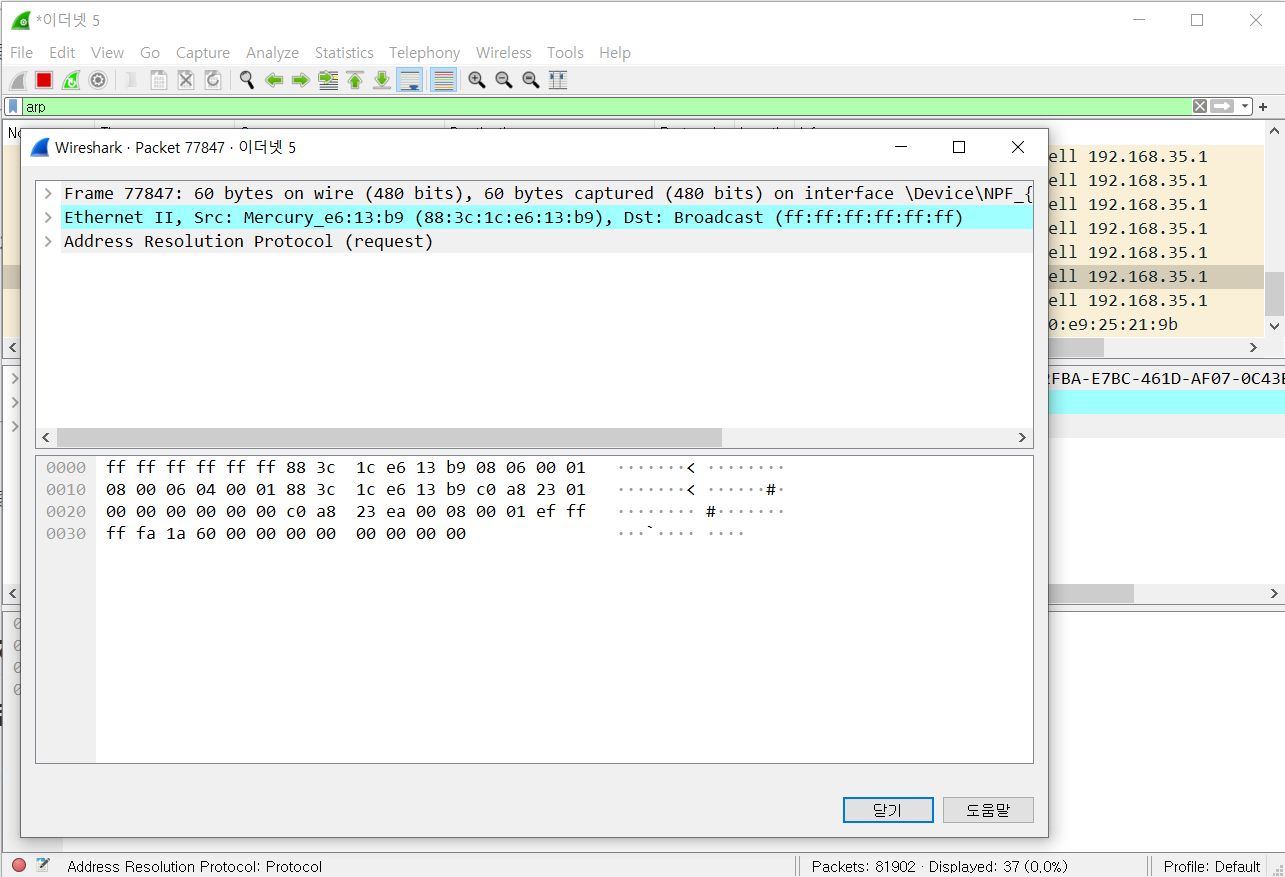 *이더넷 5
File Edit View Go Capture Analyze Statistics Telephony Wireless Tools Help
arp
Wireshark · Packet 77847 · 이더넷 5
Frame 77847: 60 bytes on wire (480 bits), 60 bytes captured (480 bits) on interface \Device\NPF_{
Ethernet II, Src: Mercury_e6:13:b9 (88:3c:1c:e6:13:b9), Dst: Broadcast (ff:ff:ff:ff:ff:ff)
Address Resolution Protocol (request)
ell 192.168.35.1
ell 192.168.35.1
ell 192.168.35.1
ell 192.168.35.1
ell 192.168.35.1
ell 192.168.35.1
ell 192.168.35.1
0:e9:25:21:9b
FBA-E7BC-461D-AF07-0C43
0000 ff ff ff ff ff ff 88 3c 1c e6 13 b9 08 06 00 01 ·······< ········
0010 08 00 06 04 00 01 88 3c 1c e6 13 b9 c0 a8 23 01 ·······< ······#·
0020 00 00 00 00 00 00 c0 a8 23 ea 00 08 00 01 ef ff ········ #·······
0030 ff fa 1a 60 00 00 00 00 00 00 00 00 ···`···· ····
닫기 도움말
Address Resolution Protocol: Protocol
Packets: 81902 · Displayed: 37 (0,0%)
Profile: Default